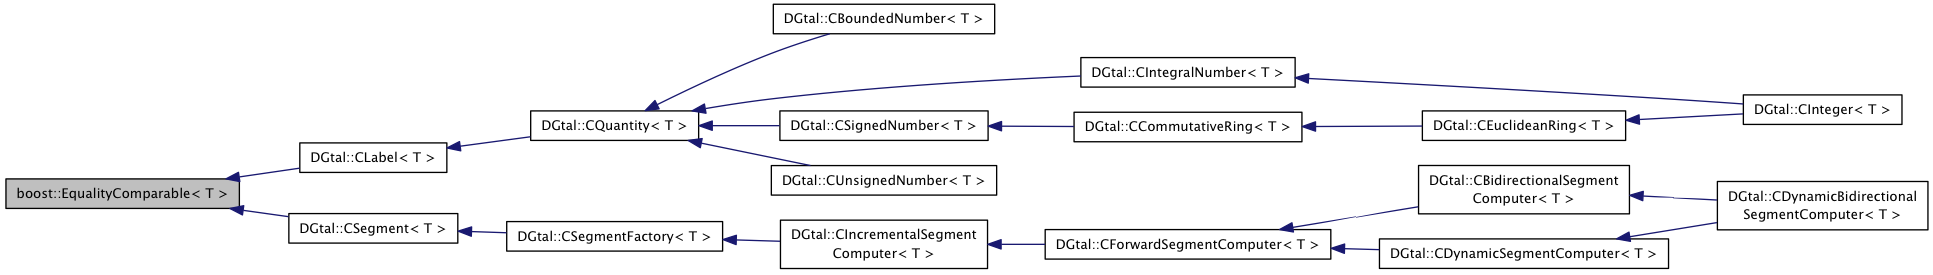 DGtal::CBoundedNumber< T >
DGtal::CIntegralNumber< T >
DGtal::CInteger< T >
DGtal::CQuantity< T >
DGtal::CSignedNumber< T >
DGtal::CCommutativeRing< T >
DGtal::CEuclideanRing< T >
DGtal::CLabel< T >
DGtal::CUnsignedNumber< T >
boost::EqualityComparable< T >
DGtal::CBidirectionalSegment
Computer< T >
DGtal::CDynamicBidirectional
SegmentComputer< T >
DGtal::CSegment< T >
DGtal::CSegmentFactory< T >
DGtal::CIncrementalSegment
Computer< T >
DGtal::CForwardSegmentComputer< T >
DGtal::CDynamicSegmentComputer< T >